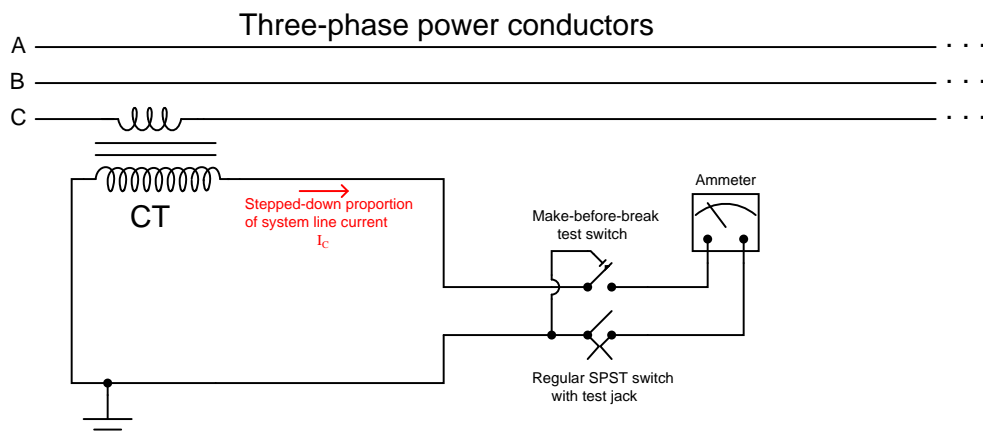 Three-phase power conductors
A
. . .
B
. . .
C
. . .
CT
Stepped-down proportion
of system line current
I_C
Make-before-break
test switch
Ammeter
Regular SPST switch
with test jack